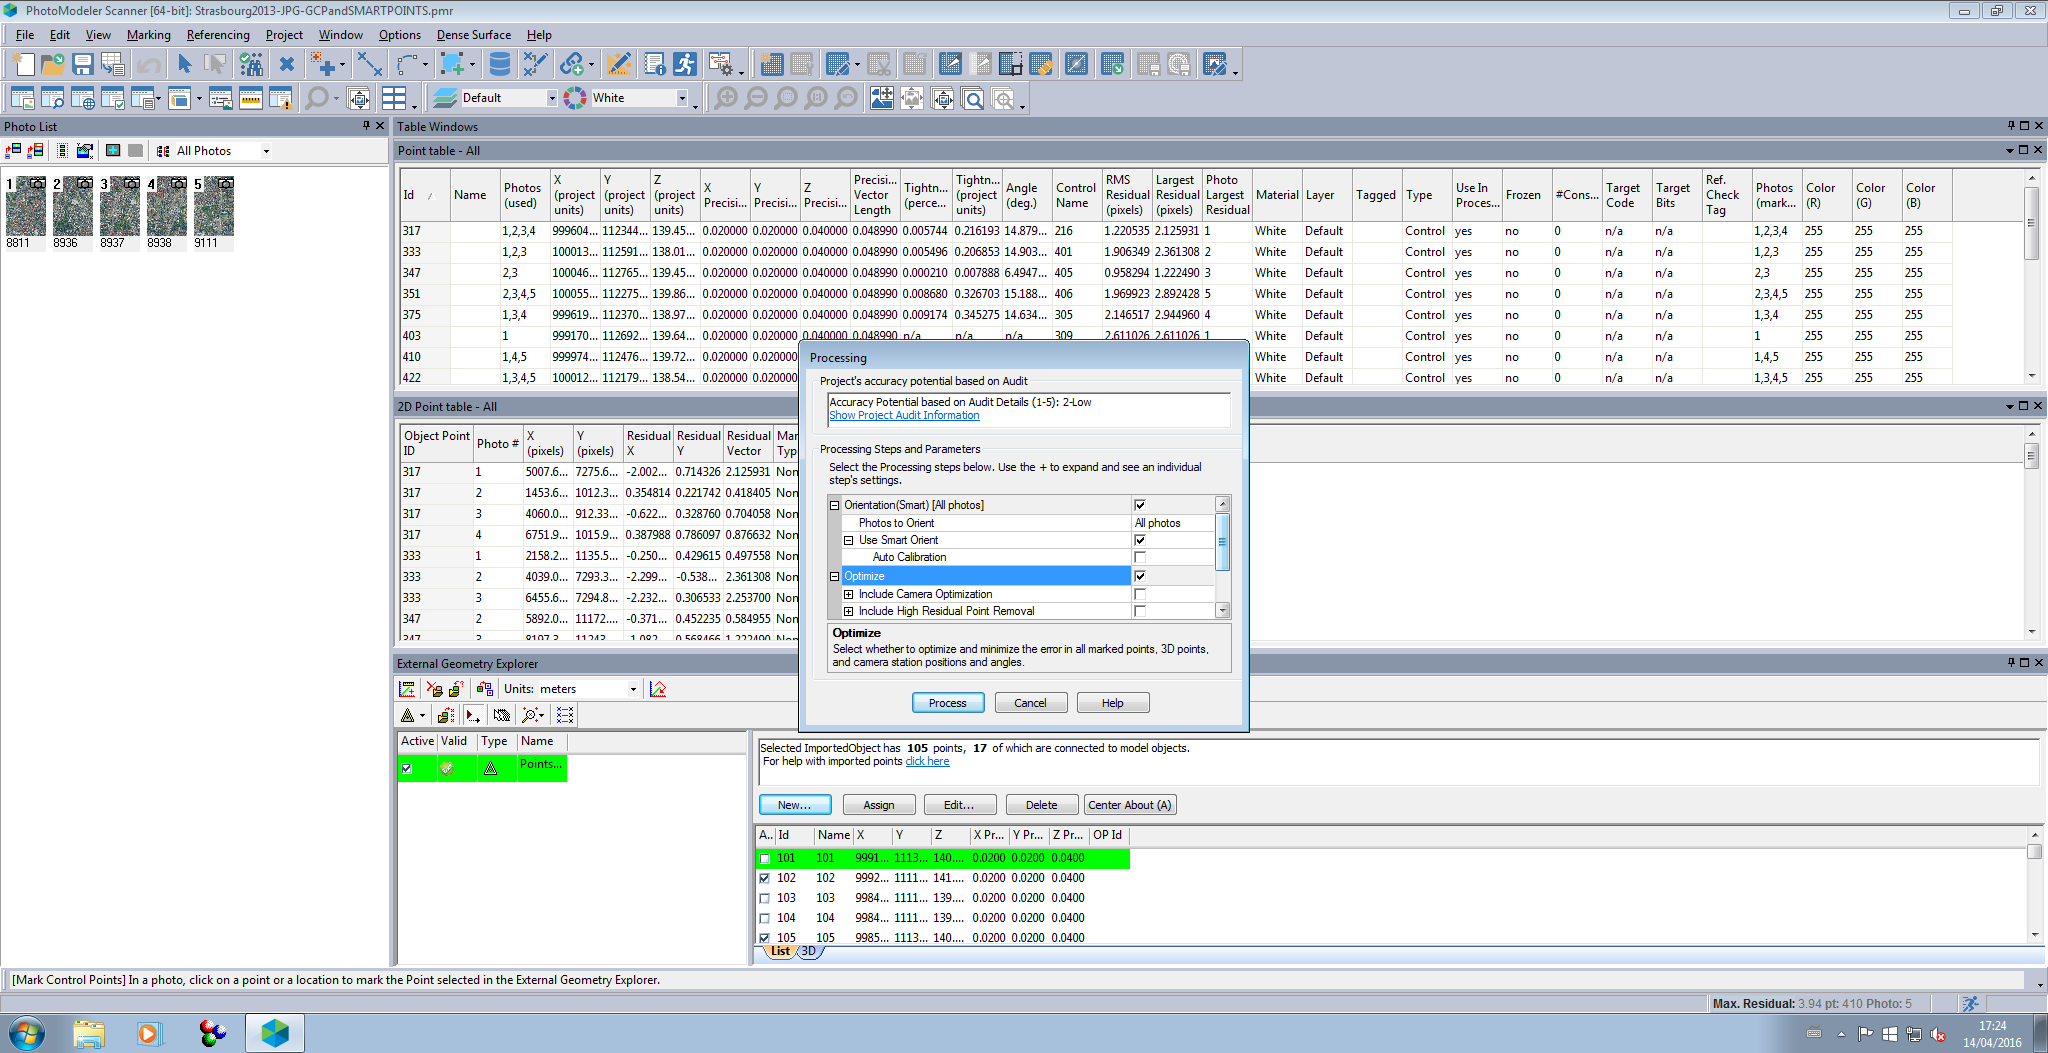 PhotoModeler Scanner [64-bit]: Strasbourg2013-JPG-GCPandSMARTPOINTS.pmr
File Edit View Marking Referencing Project Window Options Dense Surface Help
Default White
Photo List
All Photos
1 2 3 4 5
8811 8936 8937 8938 9111
Table Windows
Point table - All
Id Name Photos (used) X (project units) Y (project units) Z (project units) X Precisi... Y Precisi... Z Precisi... Precisi... Vector Length Tightn... (perce... Tightn... (project units) Angle (deg.) Control Name RMS Residual (pixels) Largest Residual (pixels) Photo Largest Residual Material Layer Tagged Type Use In Proces... Frozen #Cons... Target Code Target Bits Ref. Check Tag Photos (mark... Color (R) Color (G) Color (B)
317 1,2,3,4 999604... 112344... 139.45... 0.020000 0.020000 0.040000 0.048990 0.005744 0.216193 14.879... 216 1.220535 2.125931 1 White Default Control yes no 0 n/a n/a 1,2,3,4 255 255 255
333 1,2,3 100013... 112591... 138.01... 0.020000 0.020000 0.040000 0.048990 0.005496 0.206853 14.903... 401 1.906349 2.361308 2 White Default Control yes no 0 n/a n/a 1,2,3 255 255 255
347 2,3 100046... 112765... 139.45... 0.020000 0.020000 0.040000 0.048990 0.000210 0.007888 6.4947... 405 0.958294 1.222490 3 White Default Control yes no 0 n/a n/a 2,3 255 255 255
351 2,3,4,5 100055... 112275... 139.86... 0.020000 0.020000 0.040000 0.048990 0.008680 0.326703 15.188... 406 1.969923 2.892428 5 White Default Control yes no 0 n/a n/a 2,3,4,5 255 255 255
375 1,3,4 999619... 112370... 138.97... 0.020000 0.020000 0.040000 0.048990 0.009174 0.345275 14.634... 305 2.146517 2.944960 4 White Default Control yes no 0 n/a n/a 1,3,4 255 255 255
403 1 999170... 112692... 139.64... 0.020000 0.020000 0.040000 0.048990 n/a n/a n/a 309 2.611026 2.611026 1 White Default Control yes no 0 n/a n/a 1 255 255 255
410 1,4,5 999974... 112476... 139.72... 0.020000 0.020000 White Default Control yes no 0 n/a n/a 1,4,5 255 255 255
422 1,3,4,5 100012... 112179... 138.54... 0.020000 0.020000 White Default Control yes no 0 n/a n/a 1,3,4,5 255 255 255
2D Point table - All
Object Point ID Photo # X (pixels) Y (pixels) Residual X Residual Y Residual Vector Mar Typ
317 1 5007.6... 7275.6... -2.002... 0.714326 2.125931 Non
317 2 1453.6... 1012.3... 0.354814 0.221742 0.418405 Non
317 3 4060.0... 912.33... -0.622... 0.328760 0.704058 Non
317 4 6751.9... 1015.9... 0.387988 0.786097 0.876632 Non
333 1 2158.2... 1135.5... -0.250... 0.429615 0.497558 Non
333 2 4039.0... 7293.3... -2.299... -0.538... 2.361308 Non
333 3 6455.6... 7294.8... -2.232... 0.306533 2.253700 Non
347 2 5892.0... 11172.... -0.371... 0.452235 0.584955 Non
347 3 8197.3 11243 -1.082 0.568466 1.222490 Non
Processing
Project's accuracy potential based on Audit
Accuracy Potential based on Audit Details (1-5): 2-Low
Show Project Audit Information
Processing Steps and Parameters
Select the Processing steps below. Use the + to expand and see an individual
step's settings.
Orientation(Smart) [All photos]
Photos to Orient All photos
Use Smart Orient
Auto Calibration
Optimize
Include Camera Optimization
Include High Residual Point Removal
Optimize
Select whether to optimize and minimize the error in all marked points, 3D points,
and camera station positions and angles.
Process Cancel Help
External Geometry Explorer
Units: meters
Active Valid Type Name
Points...
Selected ImportedObject has 105 points, 17 of which are connected to model objects.
For help with imported points click here
New... Assign Edit... Delete Center About (A)
A.. Id Name X Y Z X Pr... Y Pr... Z Pr... OP Id
101 101 9991... 1113... 140.... 0.0200 0.0200 0.0400
102 102 9992... 1111... 141.... 0.0200 0.0200 0.0400
103 103 9984... 1111... 139.... 0.0200 0.0200 0.0400
104 104 9984... 1111... 139.... 0.0200 0.0200 0.0400
105 105 9985... 1113... 140.... 0.0200 0.0200 0.0400
List 3D
[Mark Control Points] In a photo, click on a point or a location to mark the Point selected in the External Geometry Explorer.
Max. Residual: 3.94 pt: 410 Photo: 5
17:24
14/04/2016